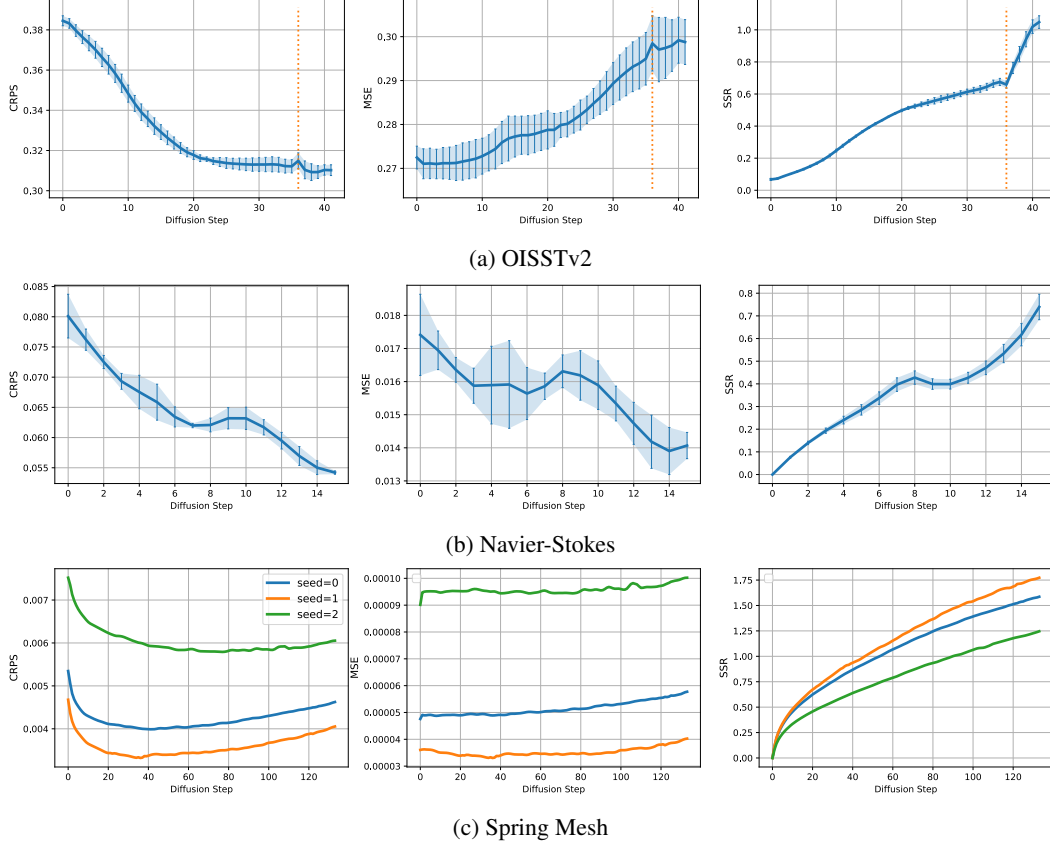 0.38
0.36
0.34
0.32
0.30
CRPS
0 10 20 30 40
Diffusion Step
0.30
0.29
0.28
0.27
MSE
0 10 20 30 40
Diffusion Step
1.0
0.8
0.6
0.4
0.2
0.0
SSR
0 10 20 30 40
Diffusion Step
(a) OISSTv2
0.085
0.080
0.075
0.070
0.065
0.060
0.055
CRPS
0 2 4 6 8 10 12 14
Diffusion Step
0.018
0.017
0.016
0.015
0.014
0.013
MSE
0 2 4 6 8 10 12 14
Diffusion Step
0.8
0.7
0.6
0.5
0.4
0.3
0.2
0.1
0.0
SSR
0 2 4 6 8 10 12 14
Diffusion Step
(b) Navier-Stokes
0.007
0.006
0.005
0.004
CRPS
seed=0
seed=1
seed=2
0 20 40 60 80 100 120
Diffusion Step
0.00010
0.00009
0.00006
0.00005
0.00004
0.00003
MSE
0 20 40 60 80 100 120
Diffusion Step
1.75
1.50
1.25
1.00
0.75
0.50
0.25
0.00
SSR
0 20 40 60 80 100 120
Diffusion Step
(c) Spring Mesh